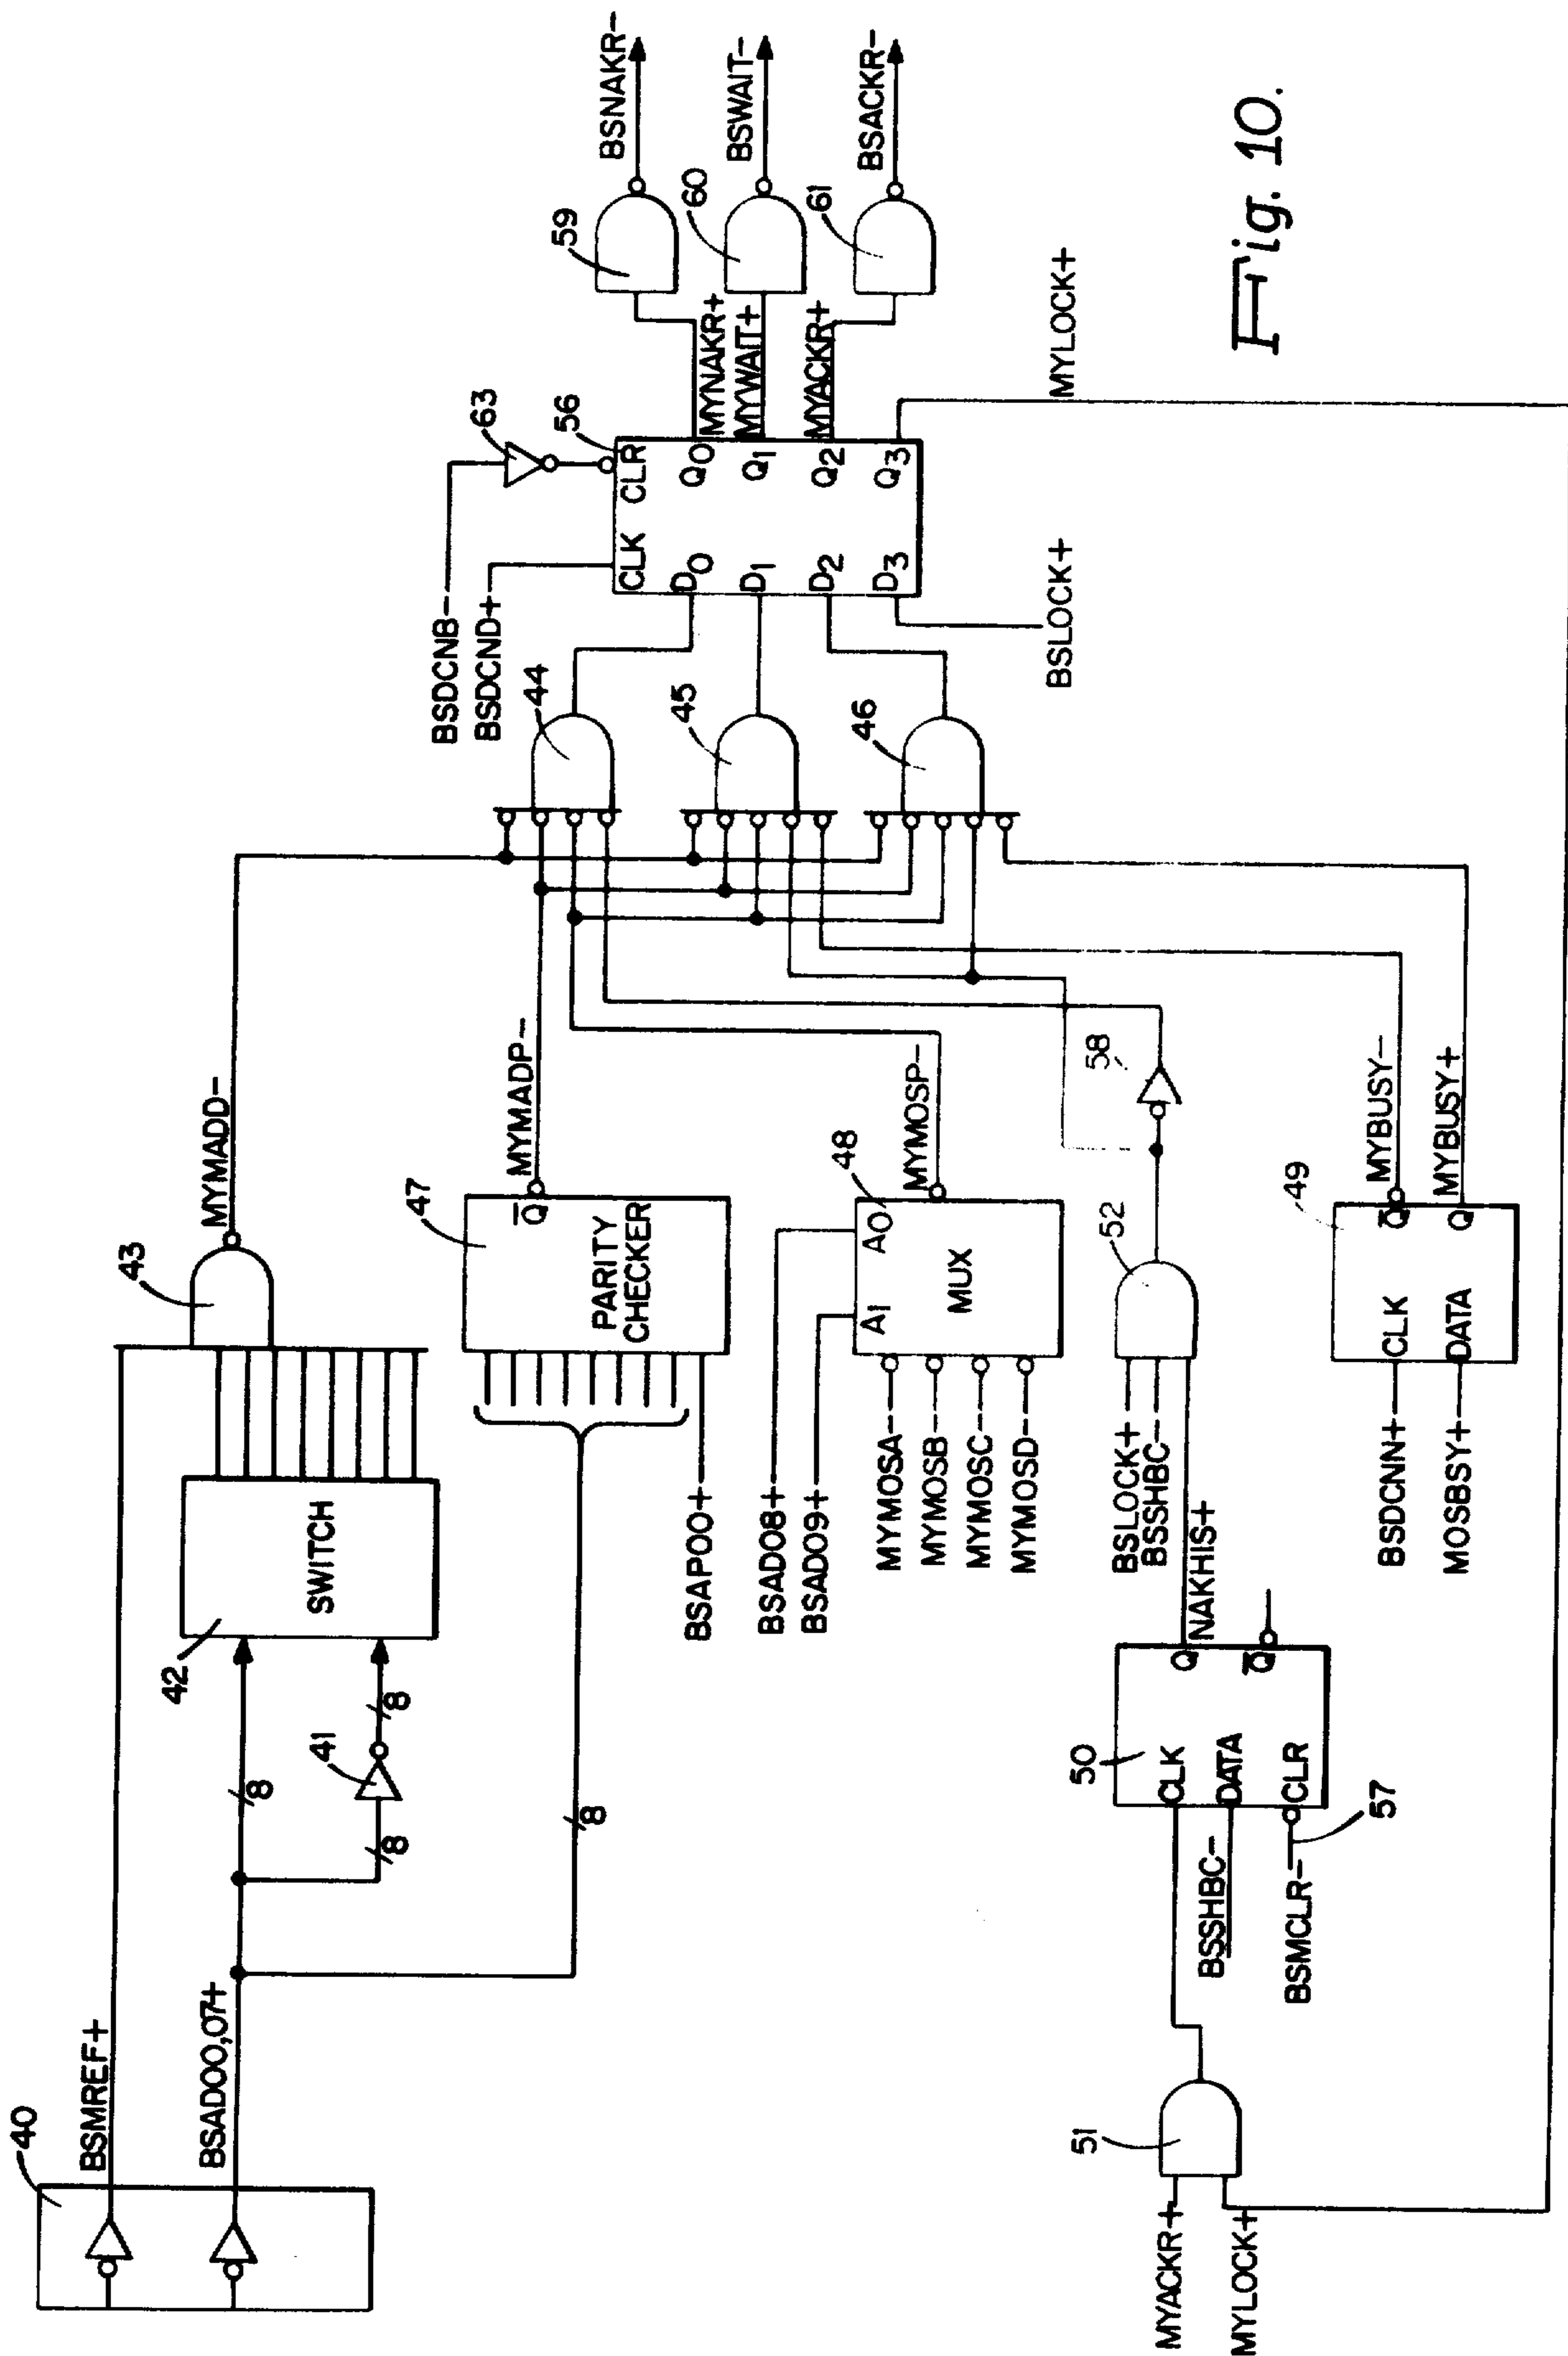 40
BSMREF+
BSAD00,07+
8
41
8
8
8
42
SWITCH
43
MYMADD-
47
PARITY
CHECKER
Q
MYMADP-
BSAP00+
BSAD08+
BSAD09+
A1
A0
48
MUX
MYMOSA-
MYMOSB-
MYMOSC-
MYMOSD-
MYMOSP-
BSLOCK+
BSSHBC-
NAKHIS+
52
58
49
BSDCNN+
CLK
MOSBSY+
DATA
Q
Q
MYBUSY-
MYBUSY+
50
CLK
DATA
CLR
Q
Q
BSSHBC-
BSMCLR-
57
51
MYACKR+
MYLOCK+
44
45
46
BSDCNB-
BSDCND+
63
56
CLK
CLR
D0
D1
D2
D3
Q0
Q1
Q2
Q3
BSLOCK+
MYNAKR+
MYWAIT+
MYACKR+
MYLOCK+
59
60
61
BSNAKR-
BSWAIT-
BSACKR-
Fig. 10.